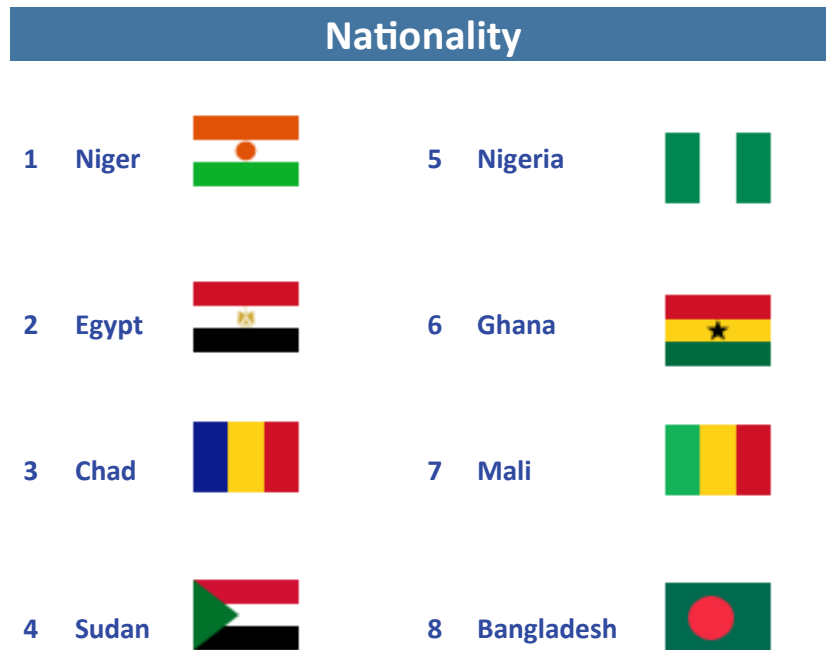 Nationality
1 Niger
5 Nigeria
2 Egypt
6 Ghana
3 Chad
7 Mali
4 Sudan
8 Bangladesh